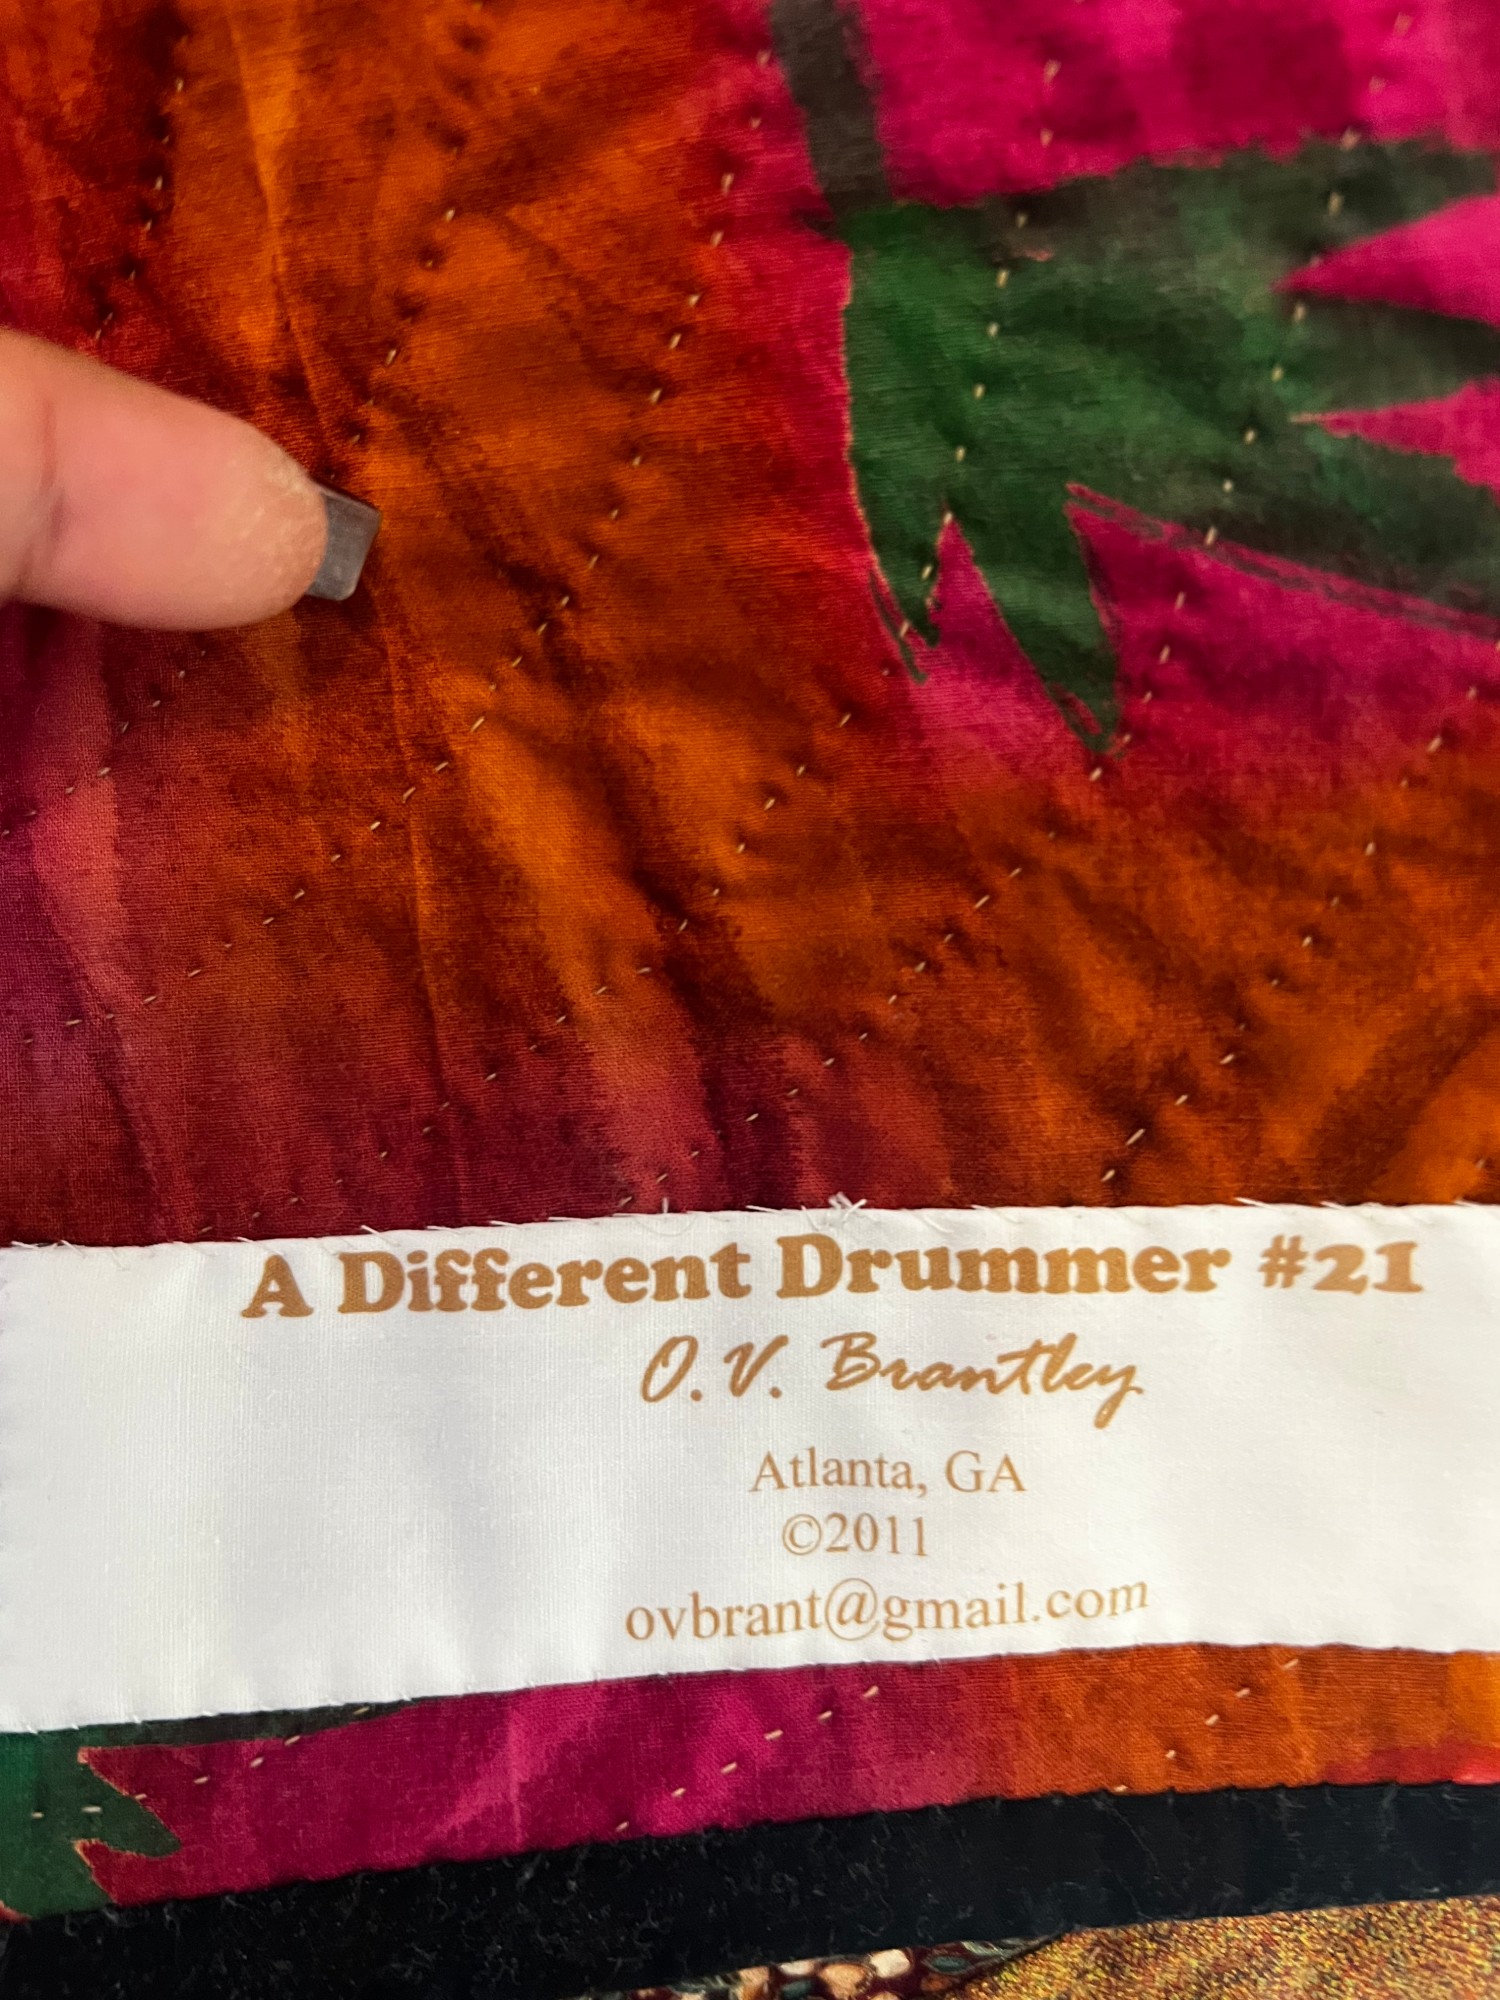 A Different Drummer #21
O. V. Brantley
Atlanta, GA
©2011
ovbrant@gmail.com